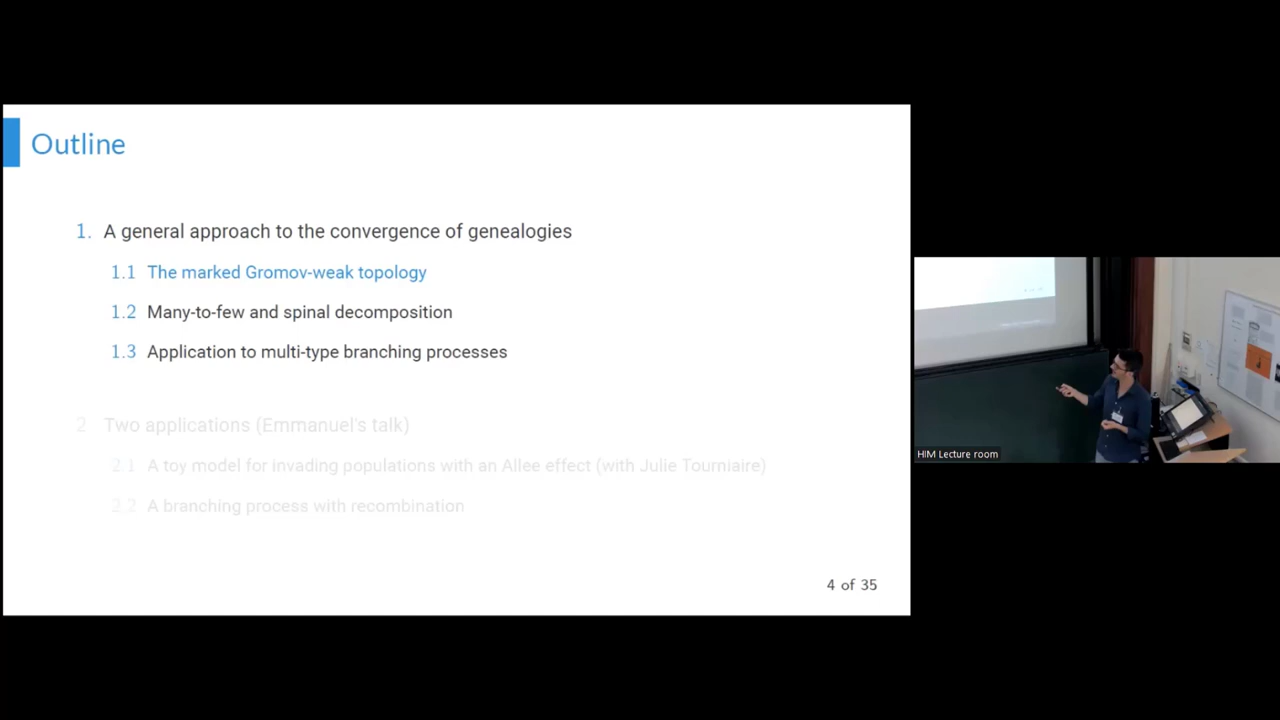 Outline
1. A general approach to the convergence of genealogies
1.1 The marked Gromov-weak topology
1.2 Many-to-few and spinal decomposition
1.3 Application to multi-type branching processes
2 Two applications (Emmanuel's talk)
2.1 A toy model for invading populations with an Allee effect (with Julie Tourniaire)
2.2 A branching process with recombination
4 of 35
HIM Lecture room